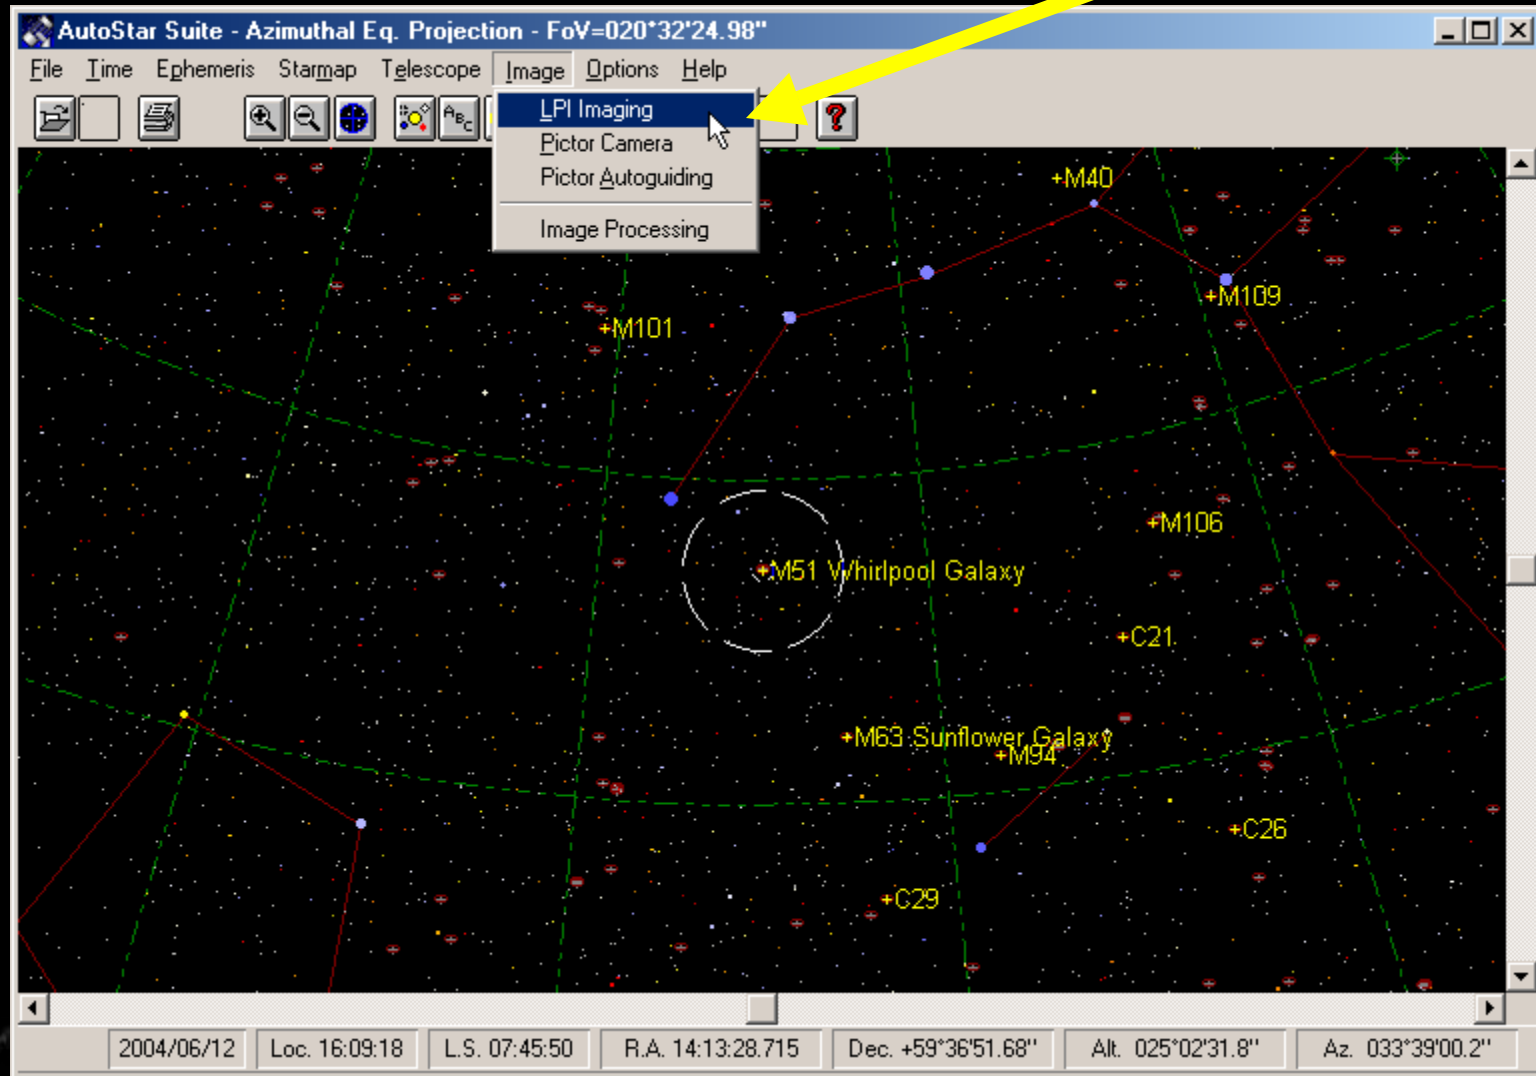 AutoStar Suite - Azimuthal Eq. Projection - FoV=020°32'24.98"
File Time Ephemeris Starmap Telescope Image Options Help
LPI Imaging
Pictor Camera
Pictor Autoguiding
Image Processing
ABC
?
+M40
+M109
+M101
+M106
+M51 Whirlpool Galaxy
+C21
+M63 Sunflower Galaxy
+M94
+C26
+C29
2004/06/12 Loc. 16:09:18 L.S. 07:45:50 R.A. 14:13:28.715 Dec. +59°36'51.68" Alt. 025°02'31.8" Az. 033°39'00.2"